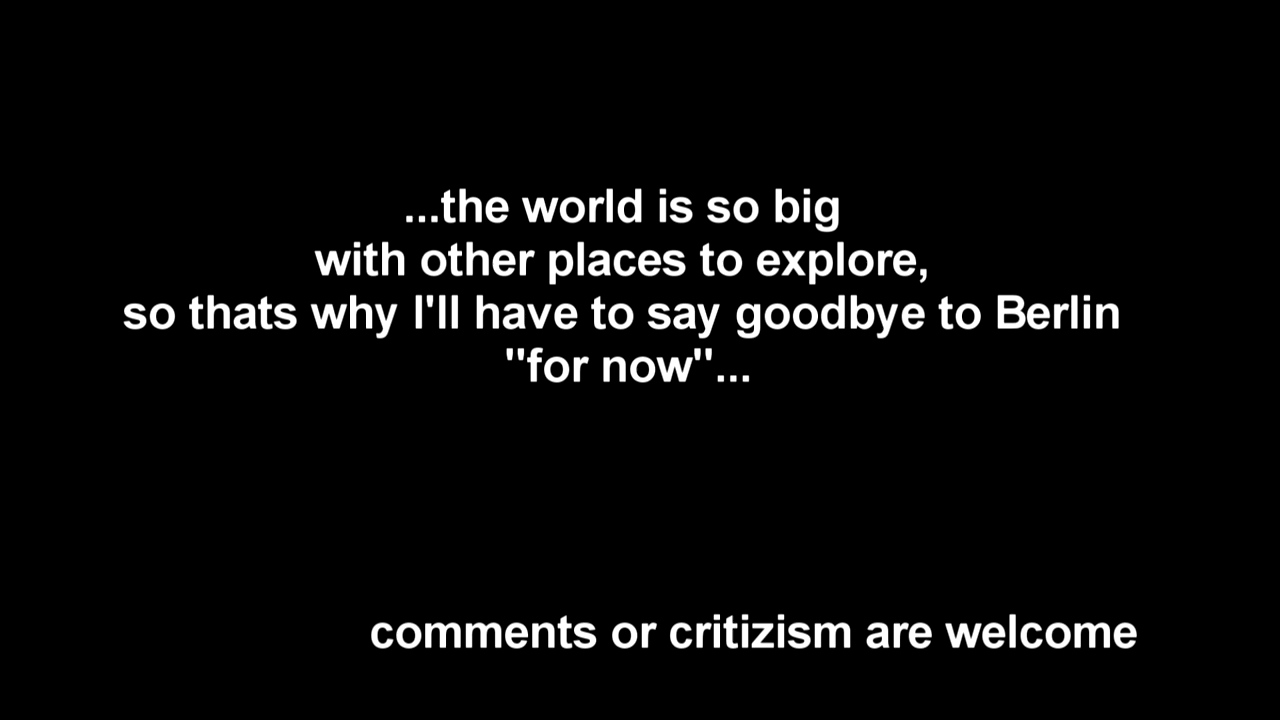 ...the world is so big
with other places to explore,
so thats why I'll have to say goodbye to Berlin
"for now"...
comments or critizism are welcome